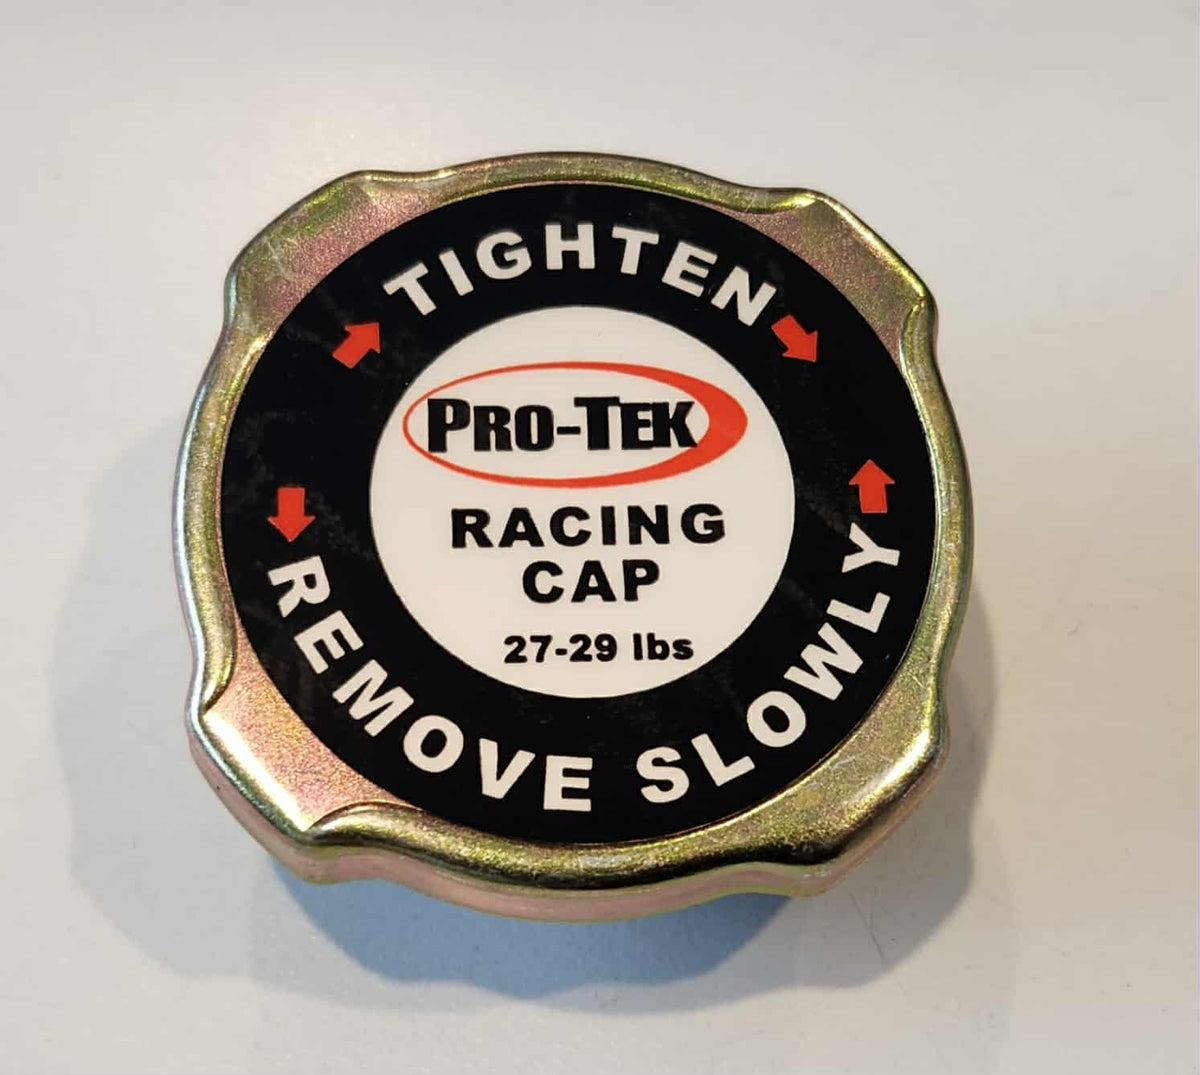 TIGHTEN
PRO-TEK
RACING
CAP
27-29 lbs
REMOVE SLOWLY